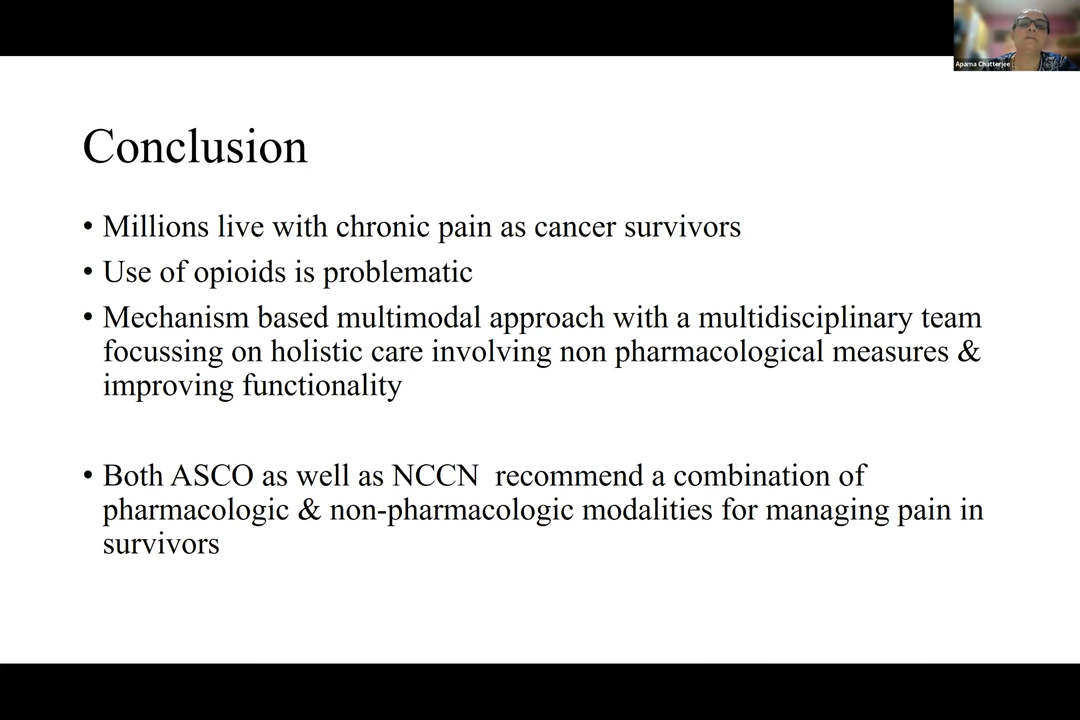 Aparna Chatterjee
Conclusion
• Millions live with chronic pain as cancer survivors
• Use of opioids is problematic
• Mechanism based multimodal approach with a multidisciplinary team
focussing on holistic care involving non pharmacological measures &
improving functionality
• Both ASCO as well as NCCN recommend a combination of
pharmacologic & non-pharmacologic modalities for managing pain in
survivors